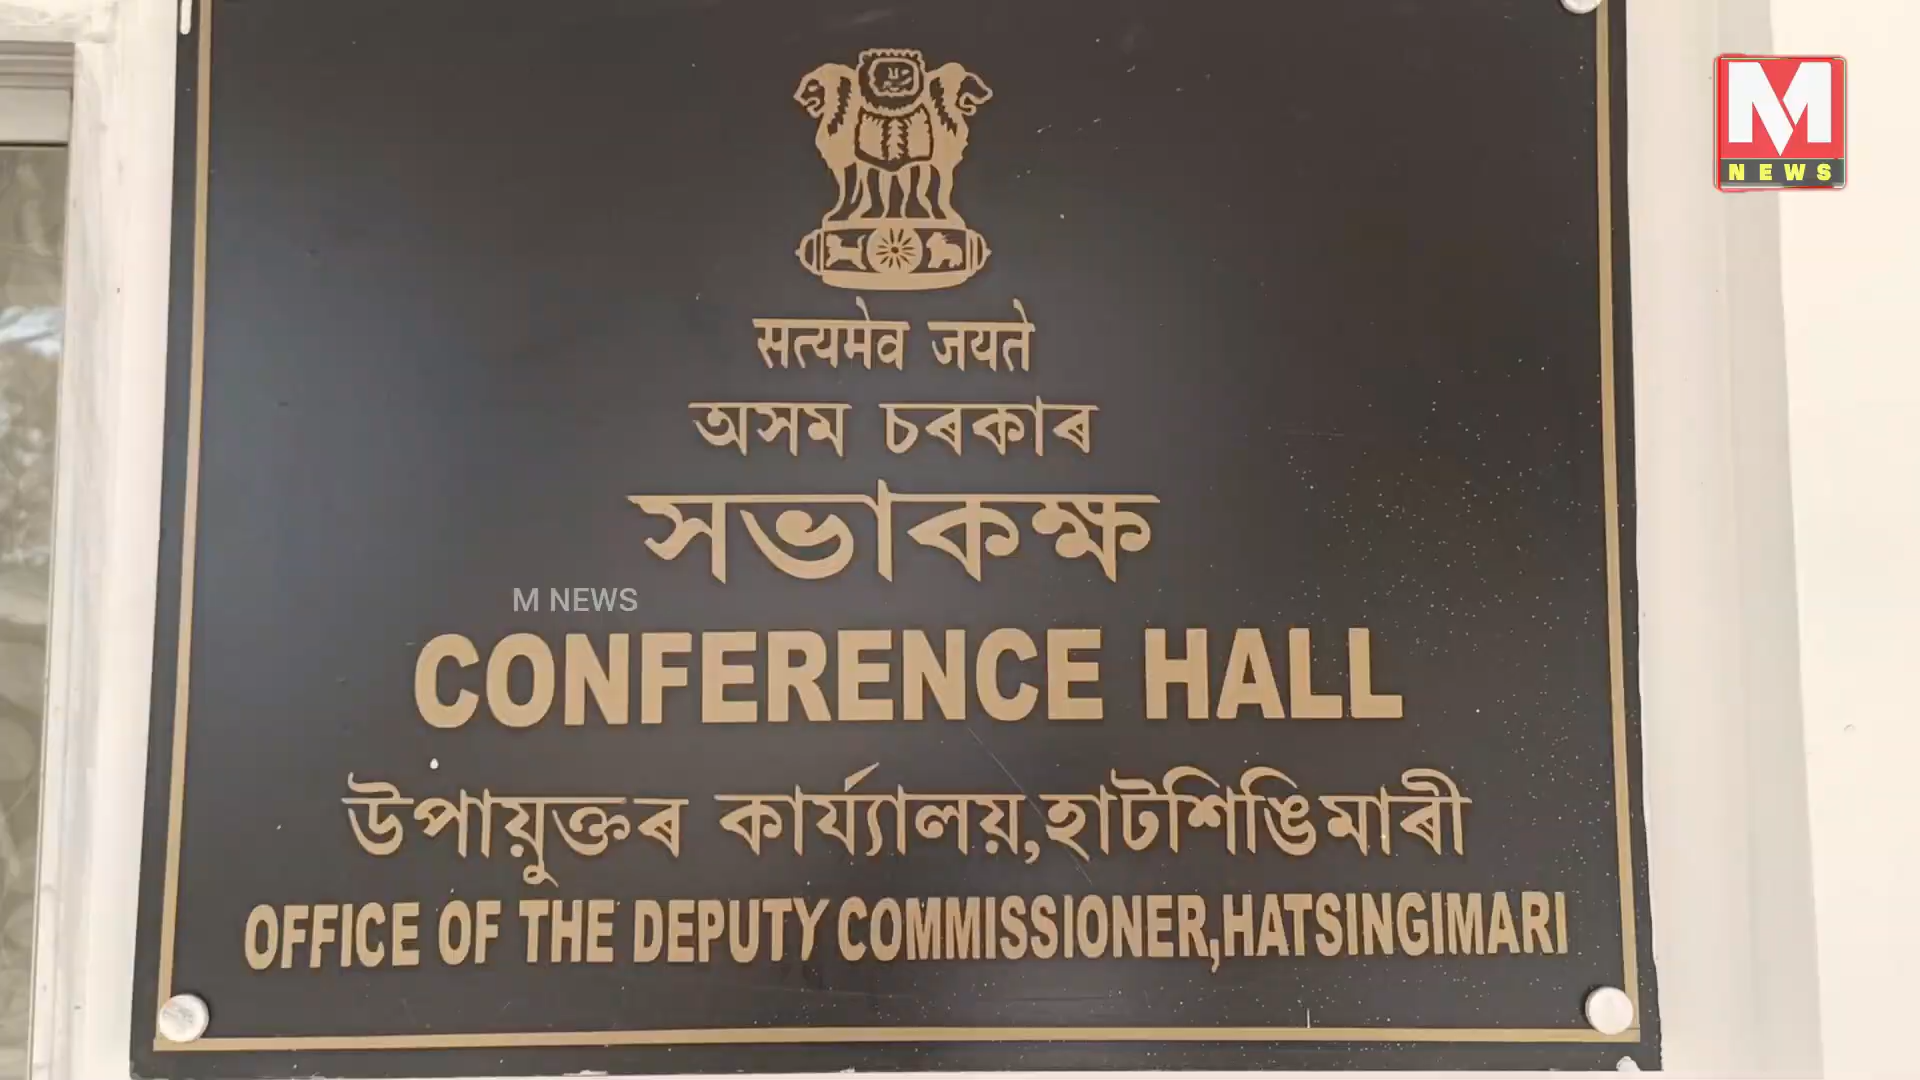 M
NEWS
सत्यमेव जयते
অসম চৰকাৰ
সভাকক্ষ
M NEWS
CONFERENCE HALL
উপায়ুক্তৰ কাৰ্য্যালয়,হাটশিঙিমাৰী
OFFICE OF THE DEPUTY COMMISSIONER,HATSINGIMARI